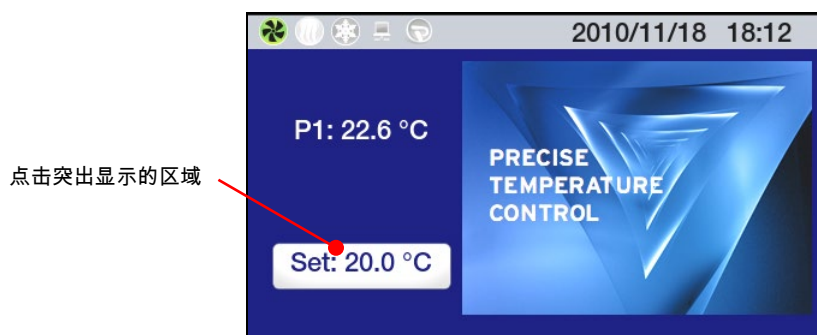 2010/11/18 18:12
P1: 22.6 °C
PRECISE
TEMPERATURE
CONTROL
点击突出显示的区域
Set: 20.0 °C